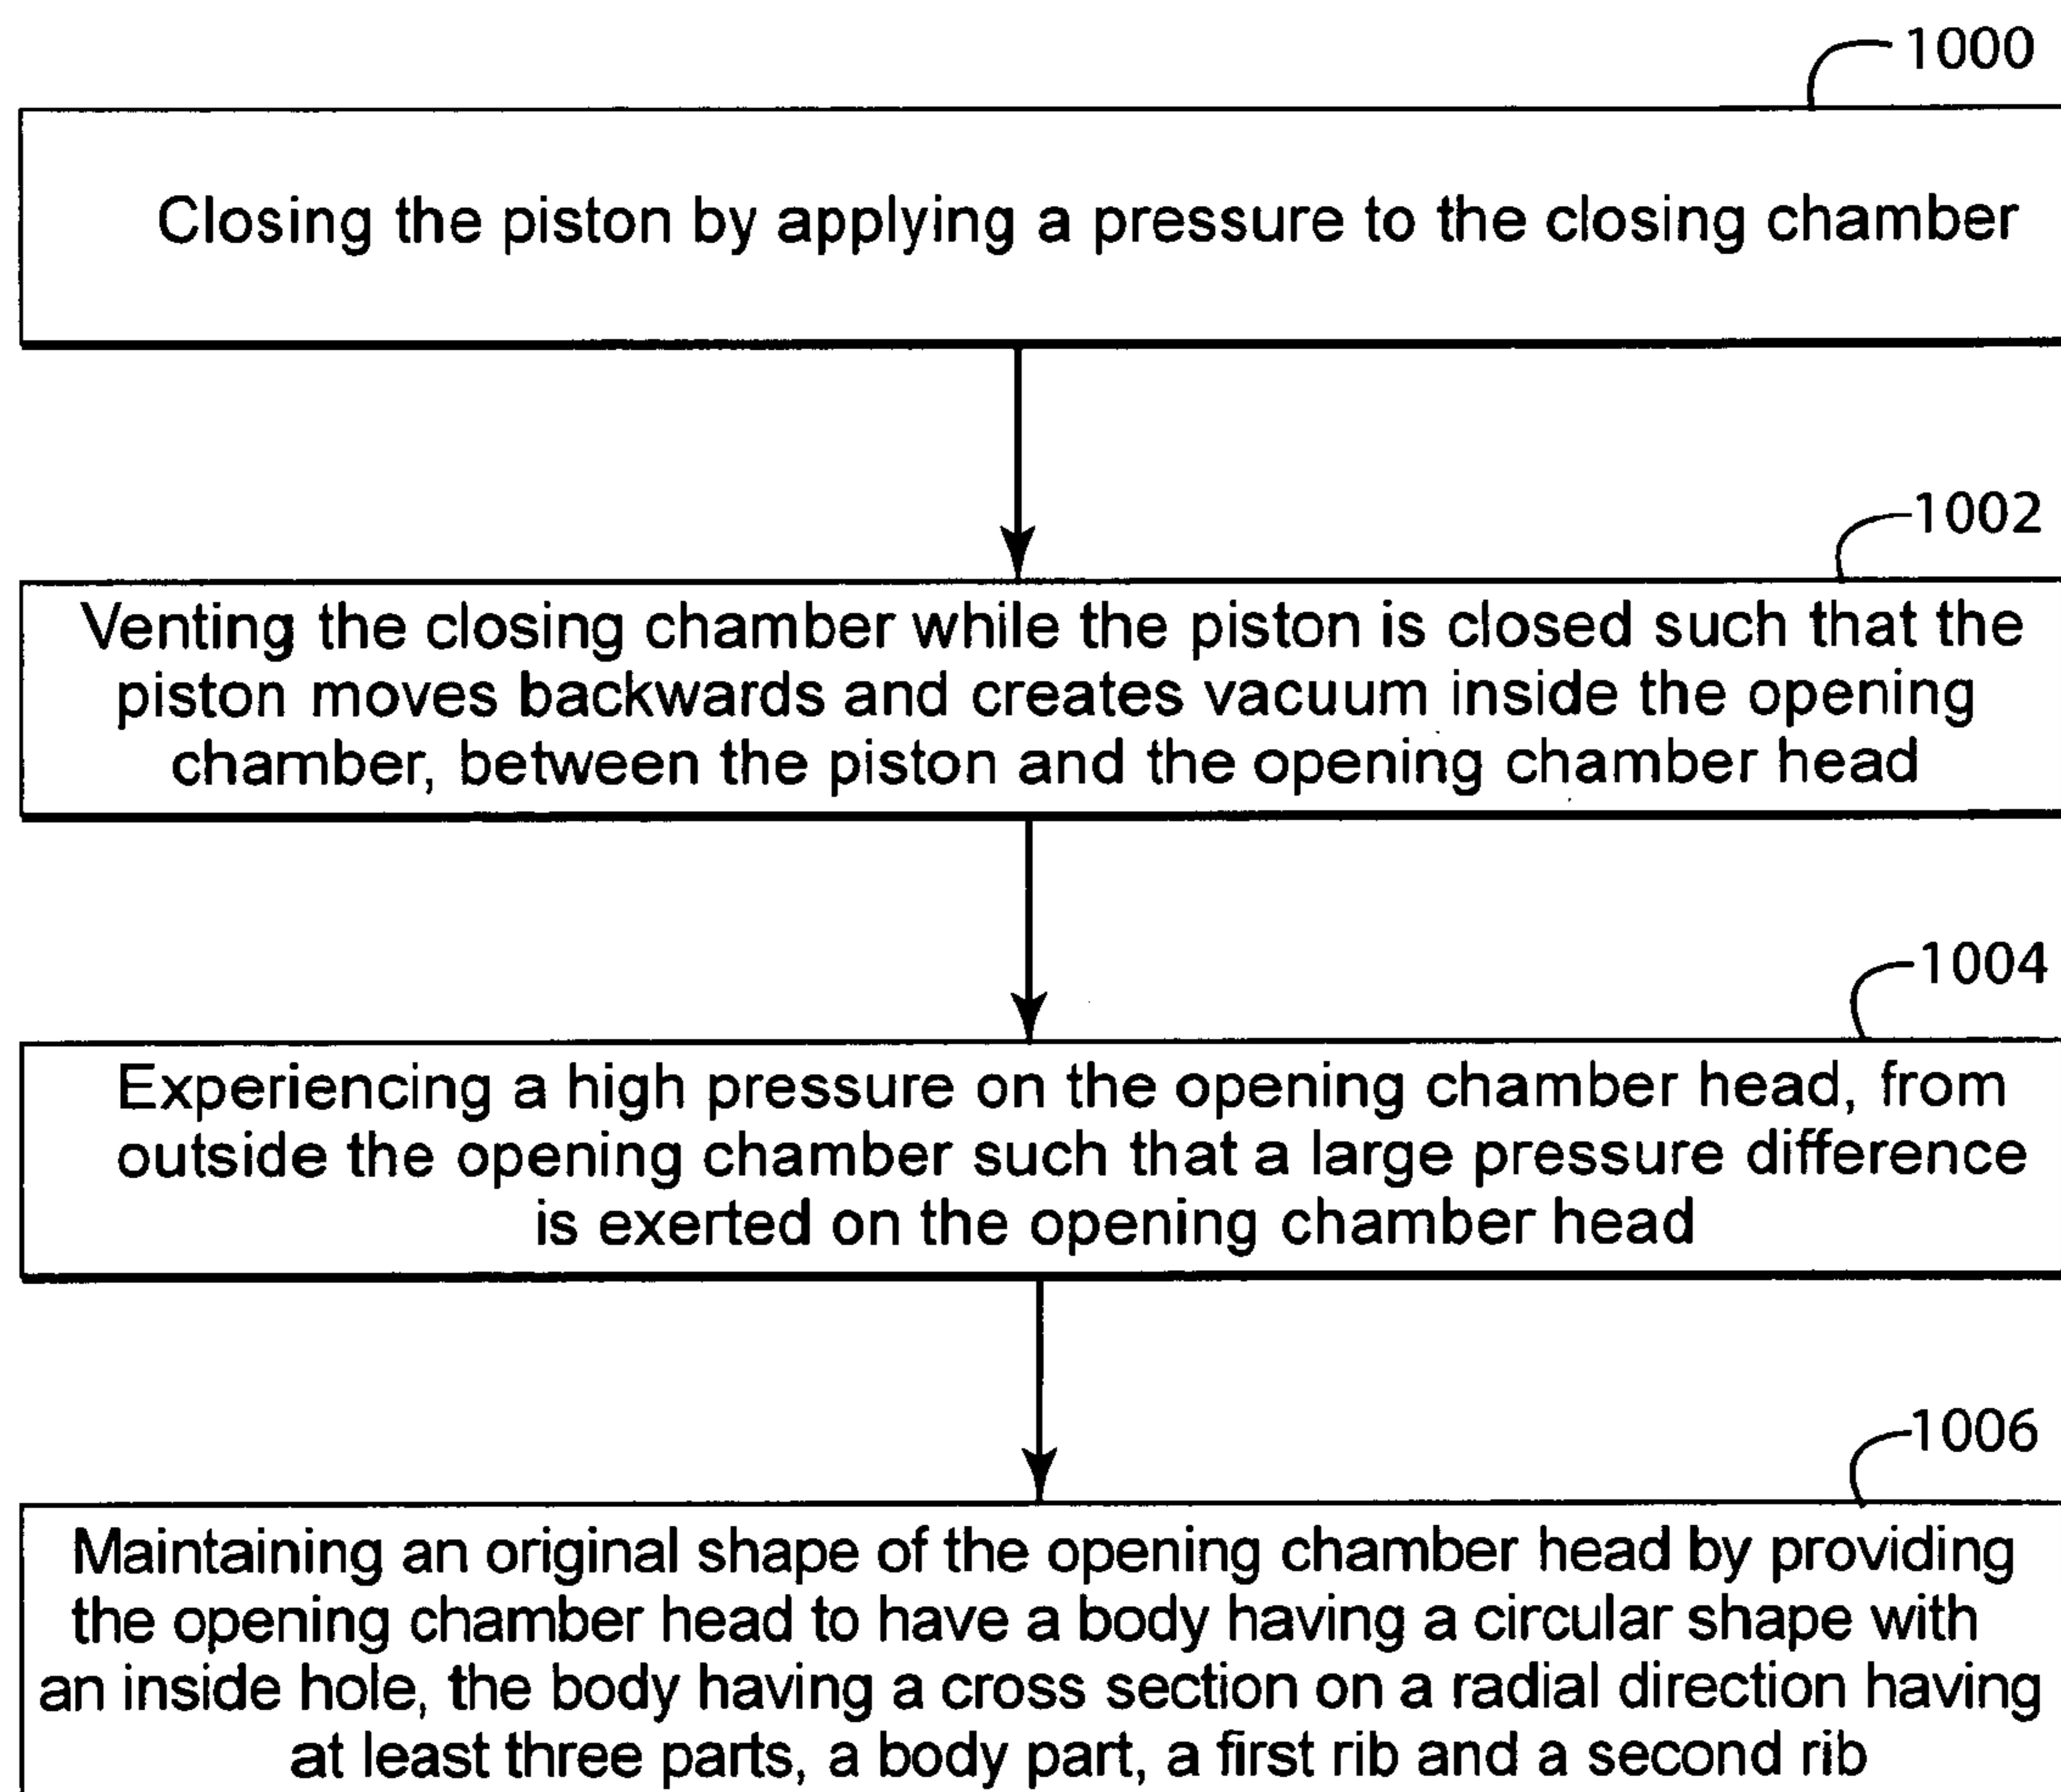 1000
Closing the piston by applying a pressure to the closing chamber
1002
Venting the closing chamber while the piston is closed such that the
piston moves backwards and creates vacuum inside the opening
chamber, between the piston and the opening chamber head
1004
Experiencing a high pressure on the opening chamber head, from
outside the opening chamber such that a large pressure difference
is exerted on the opening chamber head
1006
Maintaining an original shape of the opening chamber head by providing
the opening chamber head to have a body having a circular shape with
an inside hole, the body having a cross section on a radial direction having
at least three parts, a body part, a first rib and a second rib